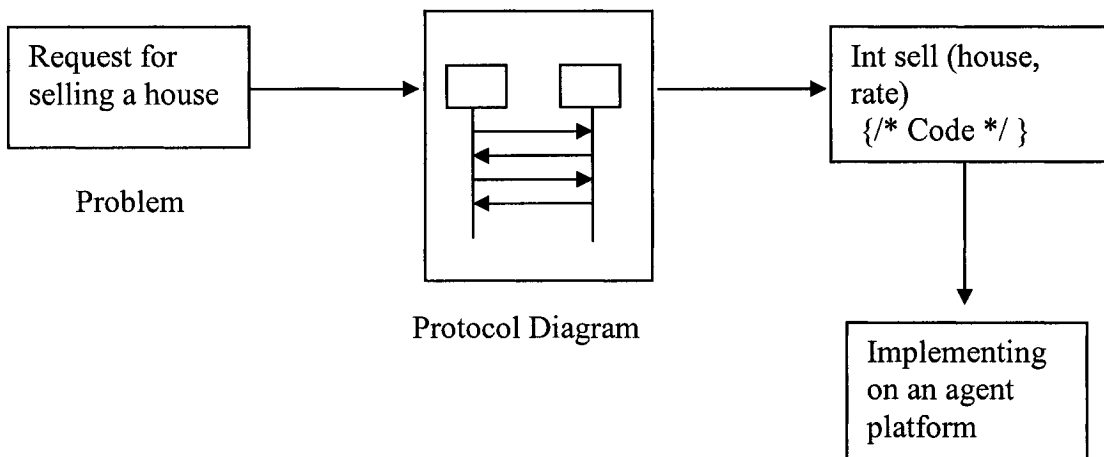 Request for
selling a house
Problem
Protocol Diagram
Int sell (house,
rate)
{/* Code */ }
Implementing
on an agent
platform